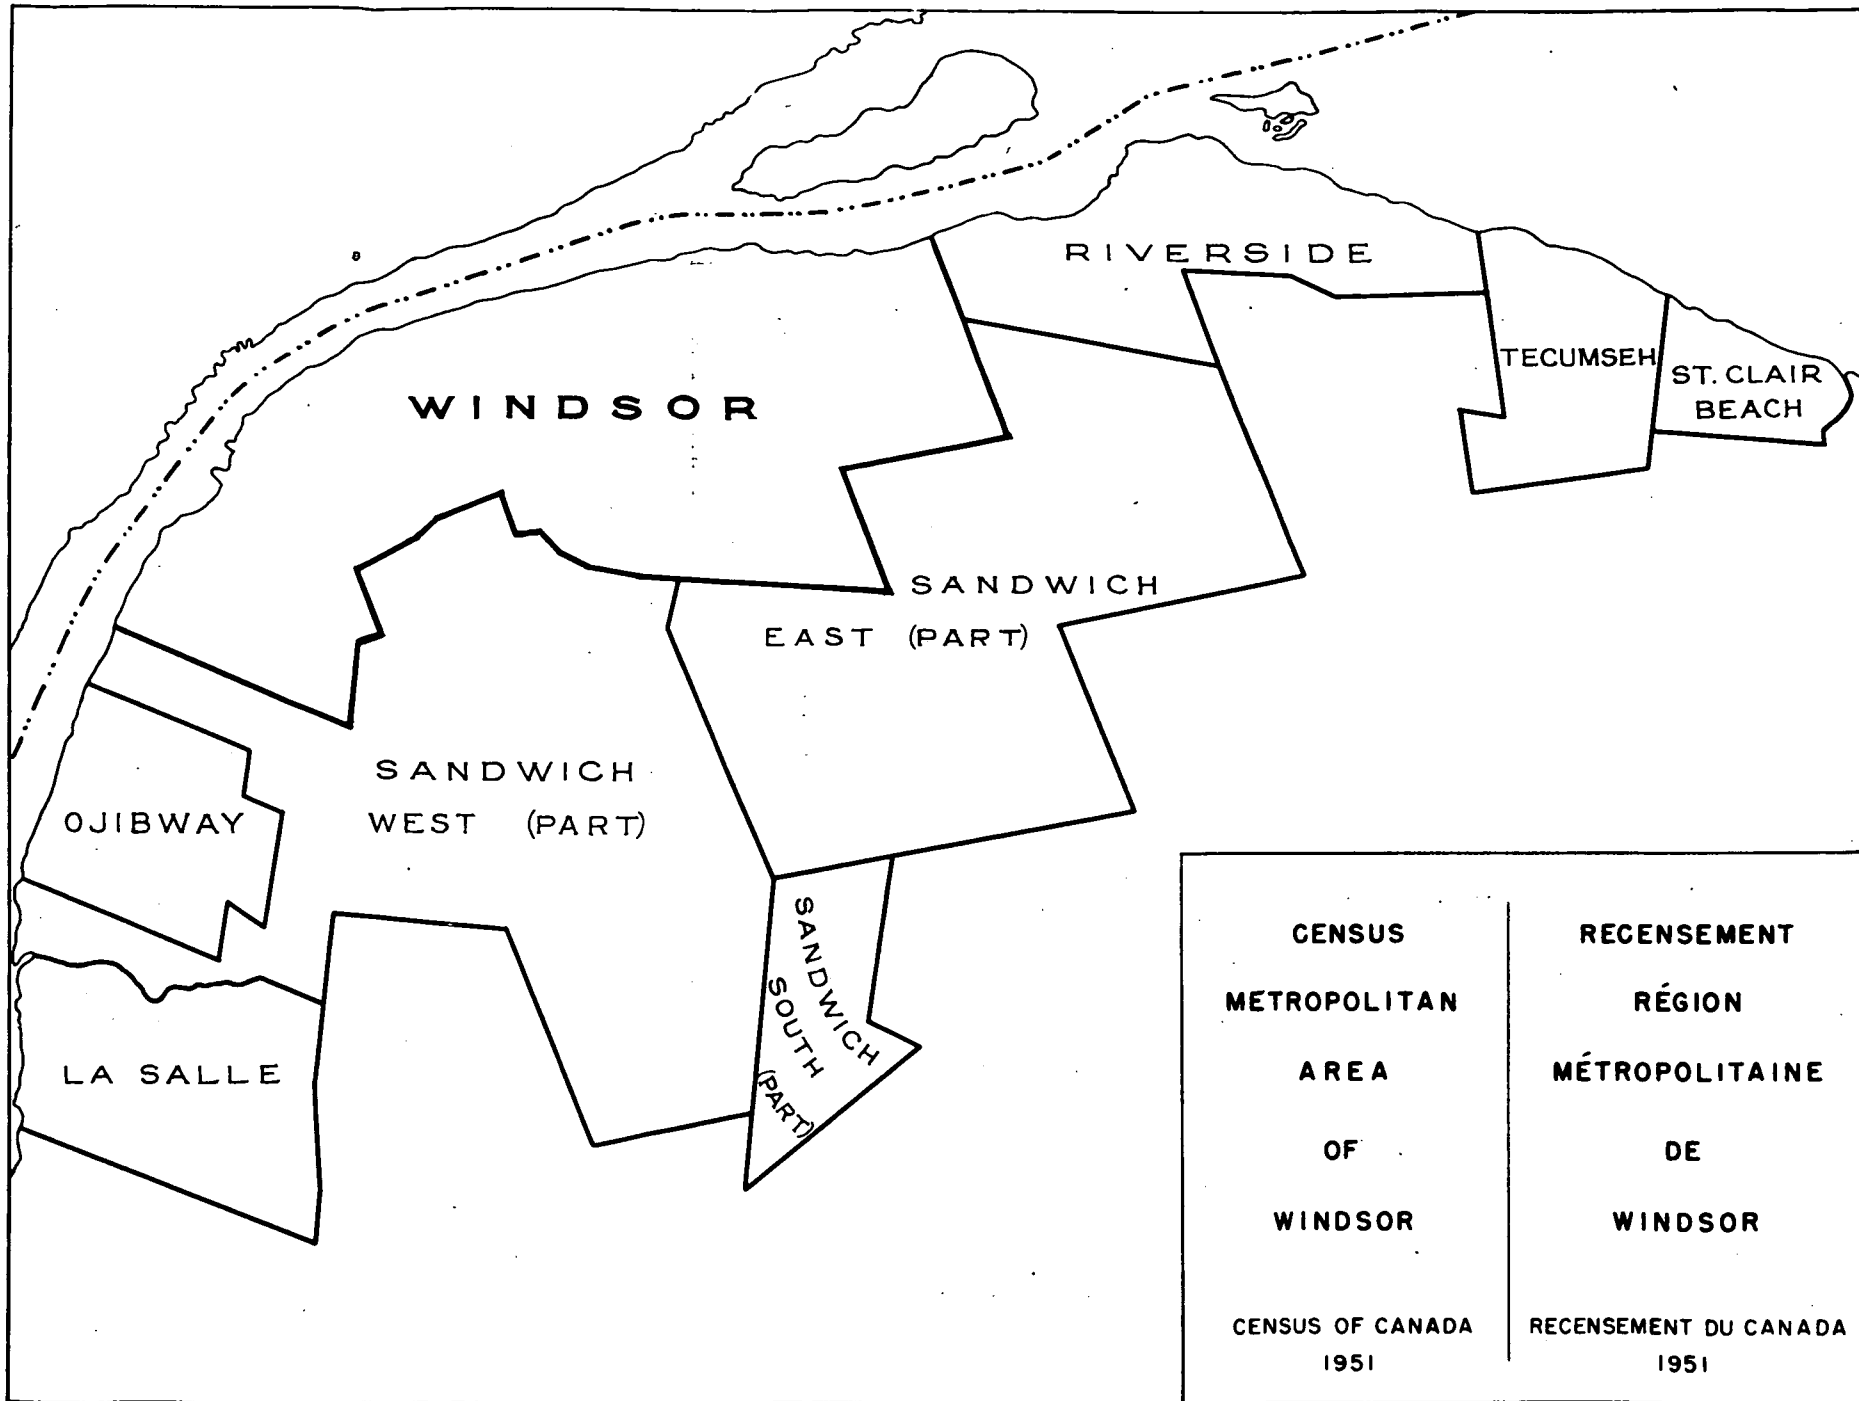 RIVERSIDE
TECUMSEH
ST. CLAIR
BEACH
WINDSOR
SANDWICH
EAST (PART)
SANDWICH
WEST (PART)
OJIBWAY
SANDWICH
SOUTH
(PART)
LA SALLE
CENSUS
METROPOLITAN
AREA
OF
WINDSOR
CENSUS OF CANADA
1951
RECENSEMENT
RÉGION
MÉTROPOLITAINE
DE
WINDSOR
RECENSEMENT DU CANADA
1951